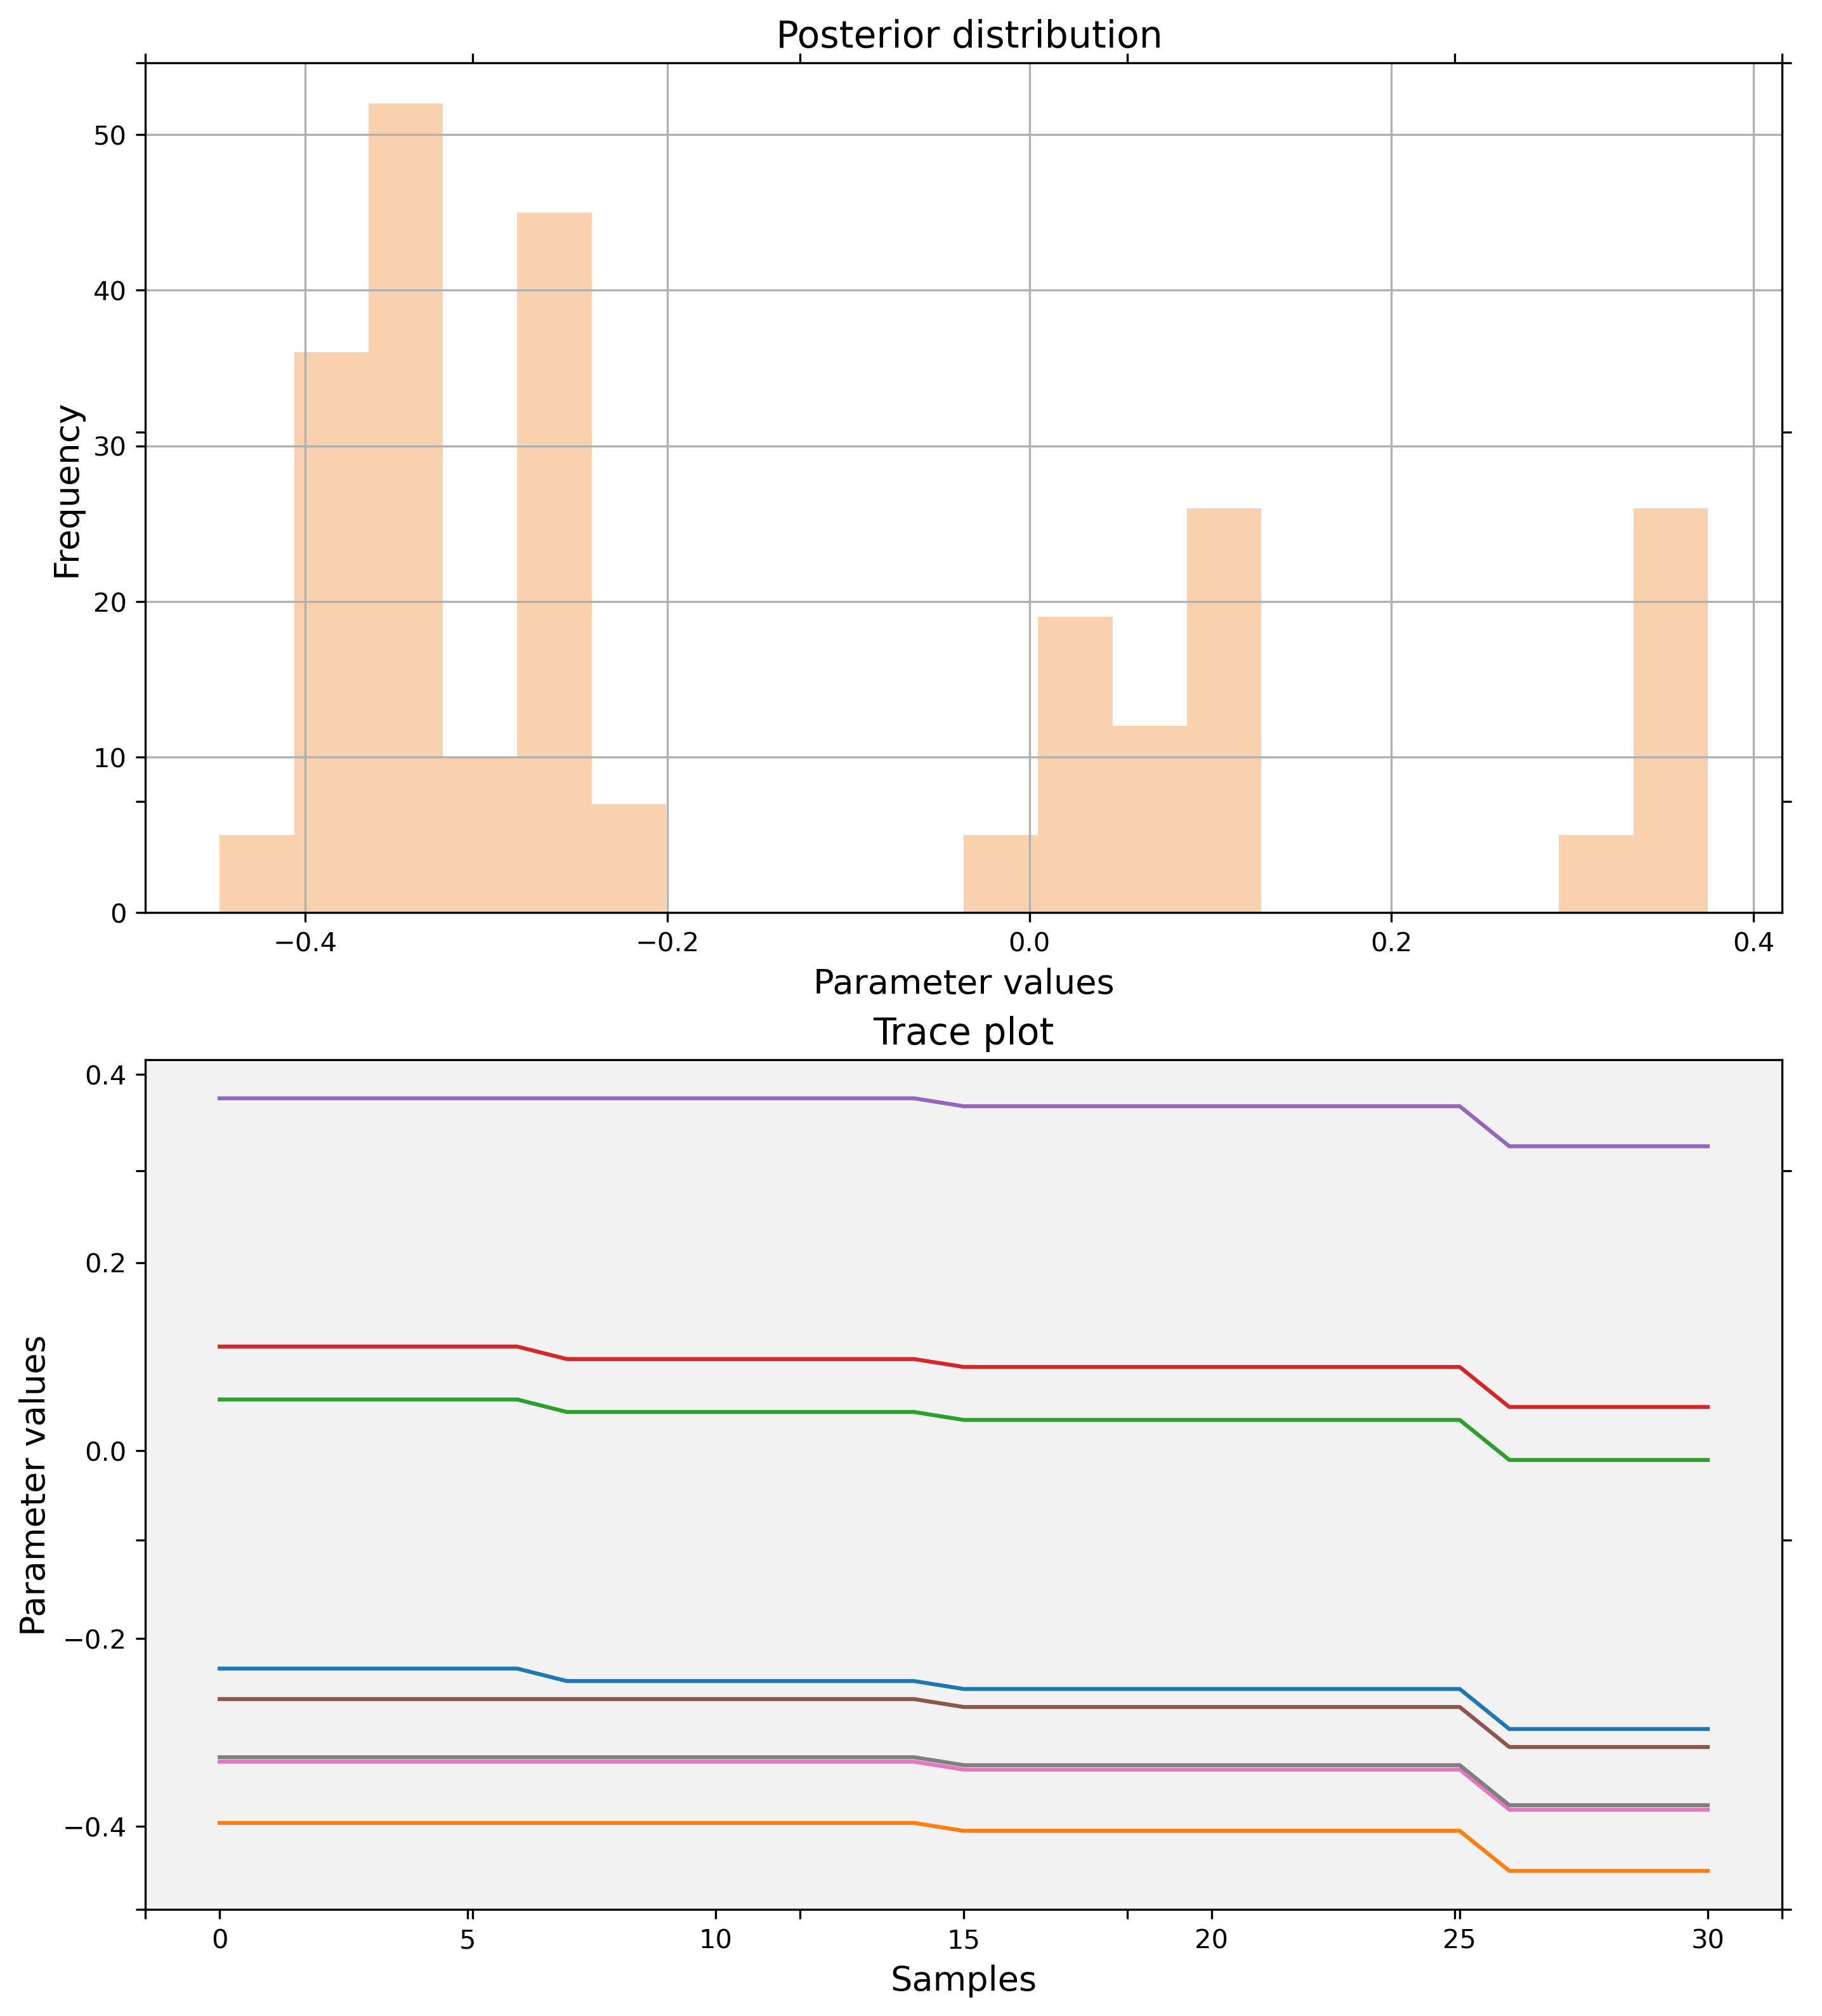 Posterior distribution
50
40
30
20
10
0
Frequency
−0.4 −0.2 0.0 0.2 0.4
Parameter values
Trace plot
0.4
0.2
0.0
−0.2
−0.4
Parameter values
0 5 10 15 20 25 30
Samples